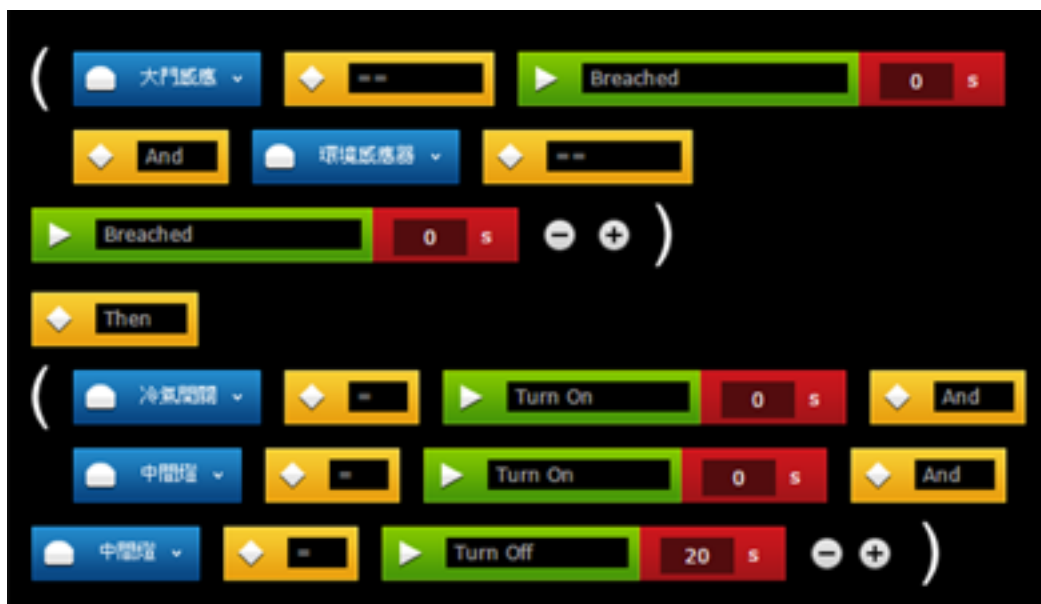 ( 大門感應 == Breached 0 s
And 環境感應器 ==
Breached 0 s )
Then
( 冷氣開關 = Turn On 0 s And
中間燈 = Turn On 0 s And
中間燈 = Turn Off 20 s )